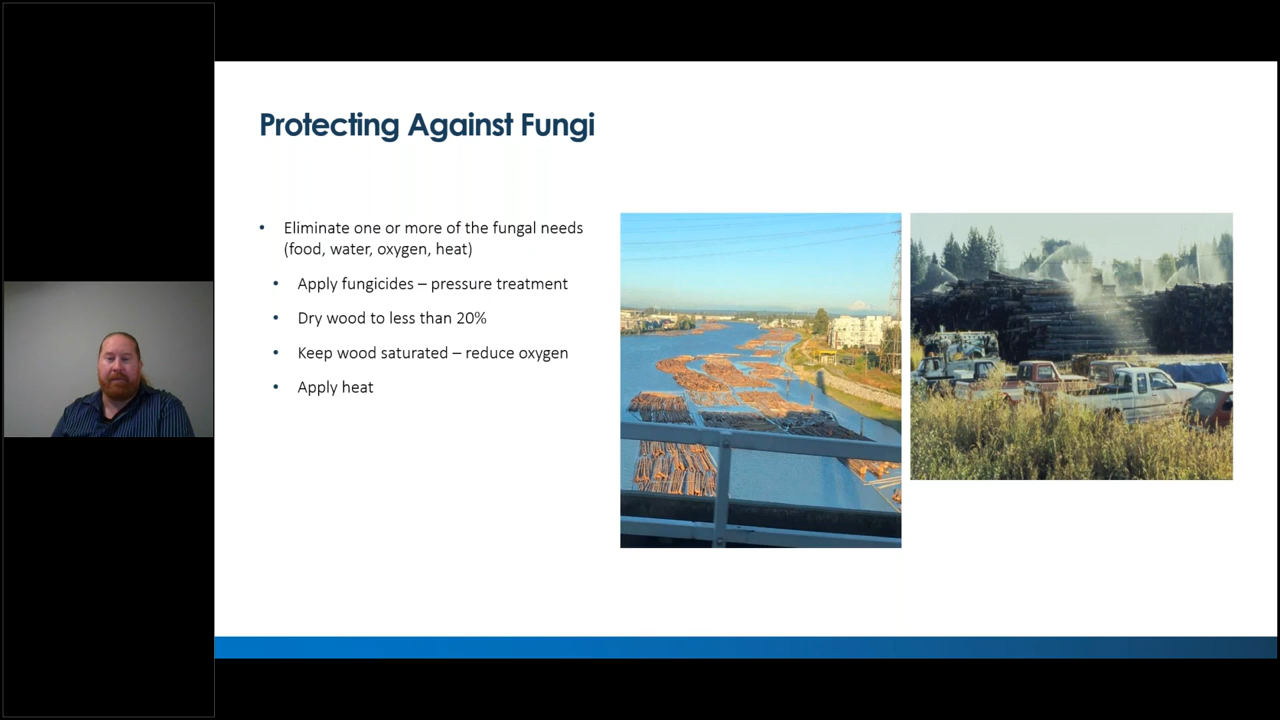 Protecting Against Fungi
• Eliminate one or more of the fungal needs
(food, water, oxygen, heat)
• Apply fungicides – pressure treatment
• Dry wood to less than 20%
• Keep wood saturated – reduce oxygen
• Apply heat